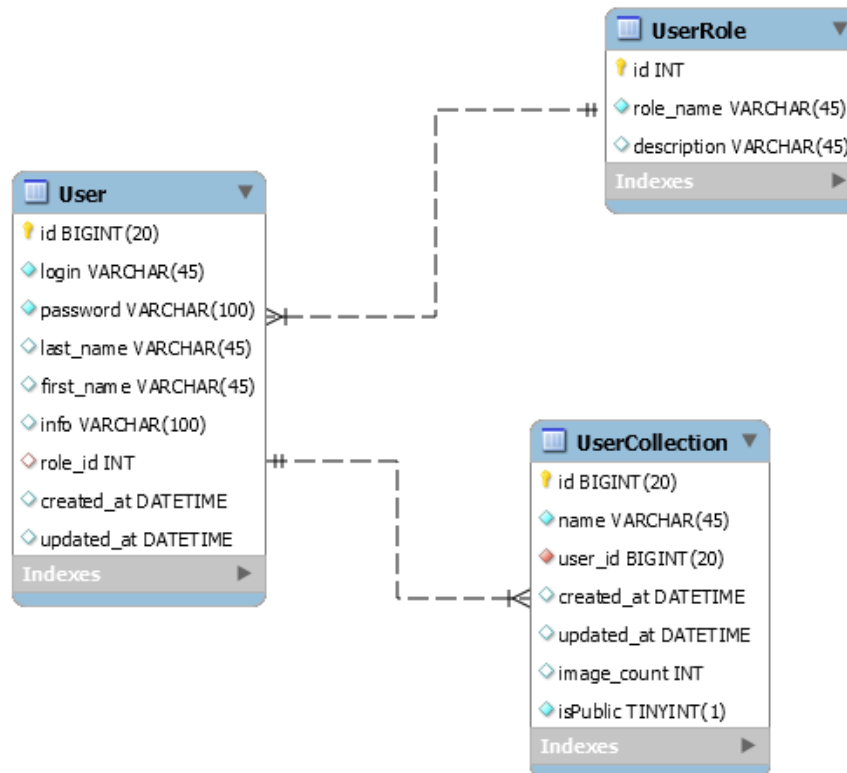 UserRole
id INT
role_name VARCHAR(45)
description VARCHAR(45)
Indexes
User
id BIGINT(20)
login VARCHAR(45)
password VARCHAR(100)
last_name VARCHAR(45)
first_name VARCHAR(45)
info VARCHAR(100)
role_id INT
created_at DATETIME
updated_at DATETIME
Indexes
UserCollection
id BIGINT(20)
name VARCHAR(45)
user_id BIGINT(20)
created_at DATETIME
updated_at DATETIME
image_count INT
isPublic TINYINT(1)
Indexes